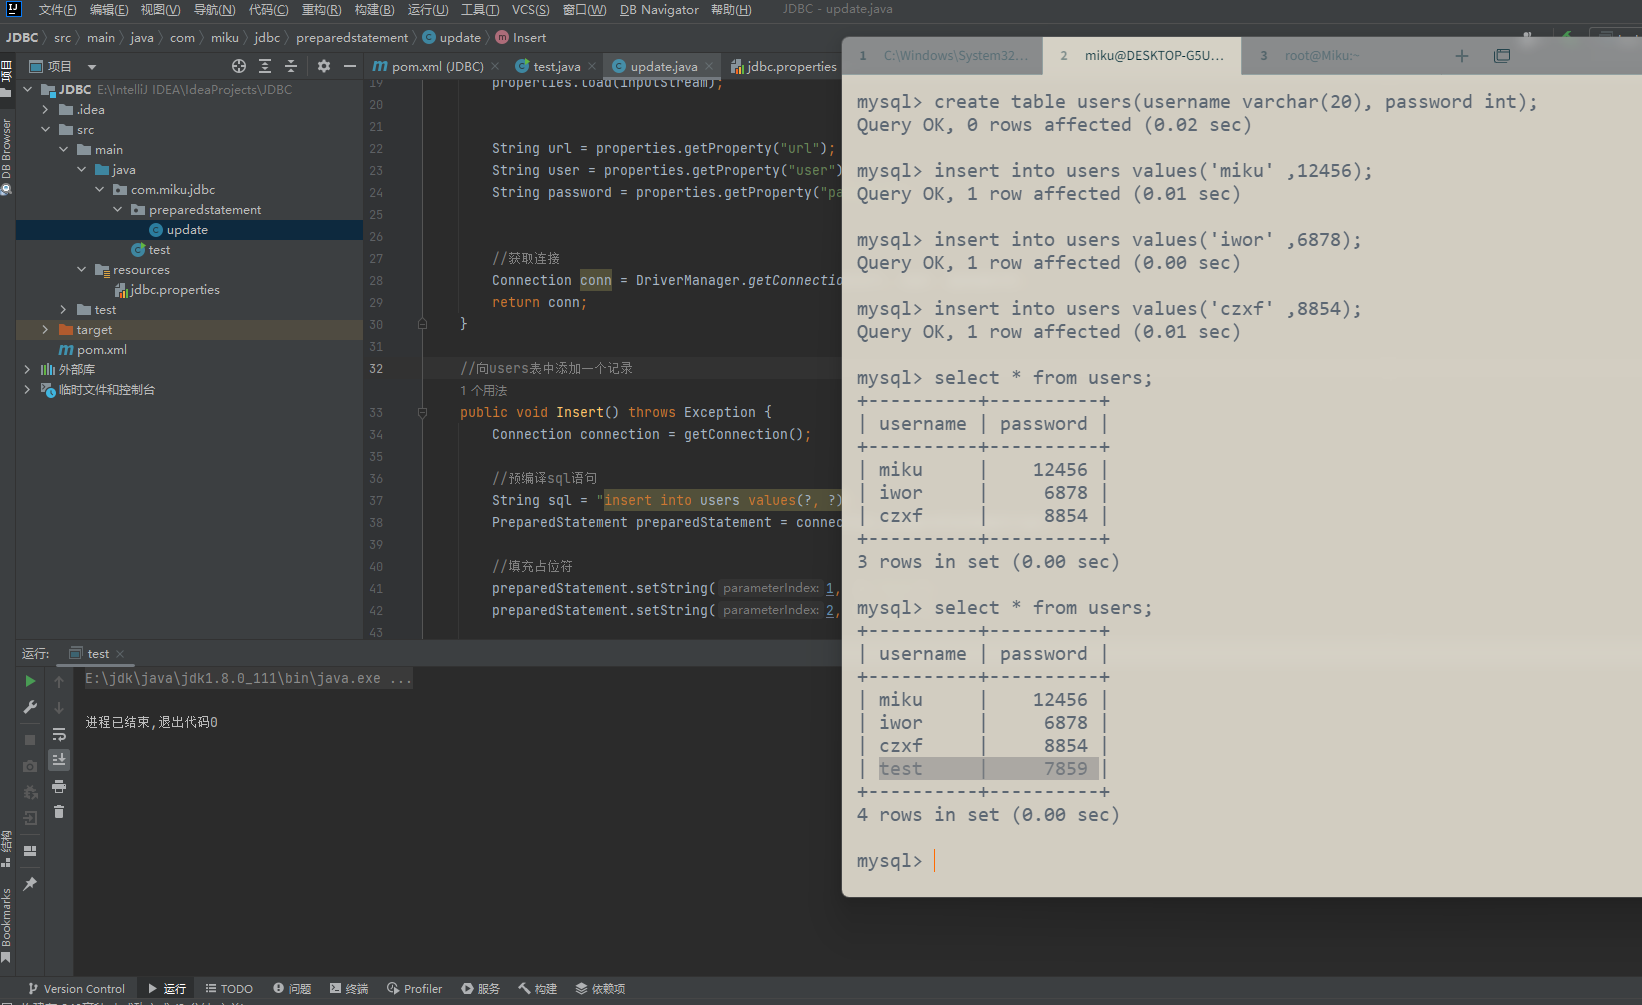 文件(F) 编辑(E) 视图(V) 导航(N) 代码(C) 重构(R) 构建(B) 运行(U) 工具(T) VCS(S) 窗口(W) DB Navigator 帮助(H) JDBC - update.java
JDBC src main java com miku jdbc preparedstatement update Insert
项目
pom.xml (JDBC) test.java update.java jdbc.properties
JDBC E:\IntelliJ IDEA\IdeaProjects\JDBC
.idea
src
main
java
com.miku.jdbc
preparedstatement
update
test
resources
jdbc.properties
test
target
pom.xml
外部库
临时文件和控制台
项目
DB Browser
结构
Bookmarks
19 properties.load(inputStream);
20
21
22 String url = properties.getProperty("url");
23 String user = properties.getProperty("user")
24 String password = properties.getProperty("pa
25
26
27 //获取连接
28 Connection conn = DriverManager.getConnectio
29 return conn;
30 }
31
32 //向users表中添加一个记录
1 个用法
33 public void Insert() throws Exception {
34 Connection connection = getConnection();
35
36 //预编译sql语句
37 String sql = "insert into users values(?, ?)
38 PreparedStatement preparedStatement = connec
39
40 //填充占位符
41 preparedStatement.setString( parameterIndex: 1,
42 preparedStatement.setString( parameterIndex: 2,
43
运行: test
E:\jdk\java\jdk1.8.0_111\bin\java.exe ...
进程已结束,退出代码0
1 C:\Windows\System32... 2 miku@DESKTOP-G5U... 3 root@Miku:~
mysql> create table users(username varchar(20), password int);
Query OK, 0 rows affected (0.02 sec)
mysql> insert into users values('miku' ,12456);
Query OK, 1 row affected (0.01 sec)
mysql> insert into users values('iwor' ,6878);
Query OK, 1 row affected (0.00 sec)
mysql> insert into users values('czxf' ,8854);
Query OK, 1 row affected (0.01 sec)
mysql> select * from users;
+----------+----------+
| username | password |
+----------+----------+
| miku | 12456 |
| iwor | 6878 |
| czxf | 8854 |
+----------+----------+
3 rows in set (0.00 sec)
mysql> select * from users;
+----------+----------+
| username | password |
+----------+----------+
| miku | 12456 |
| iwor | 6878 |
| czxf | 8854 |
| test | 7859 |
+----------+----------+
4 rows in set (0.00 sec)
mysql>
Version Control 运行 TODO 问题 终端 Profiler 服务 构建 依赖项